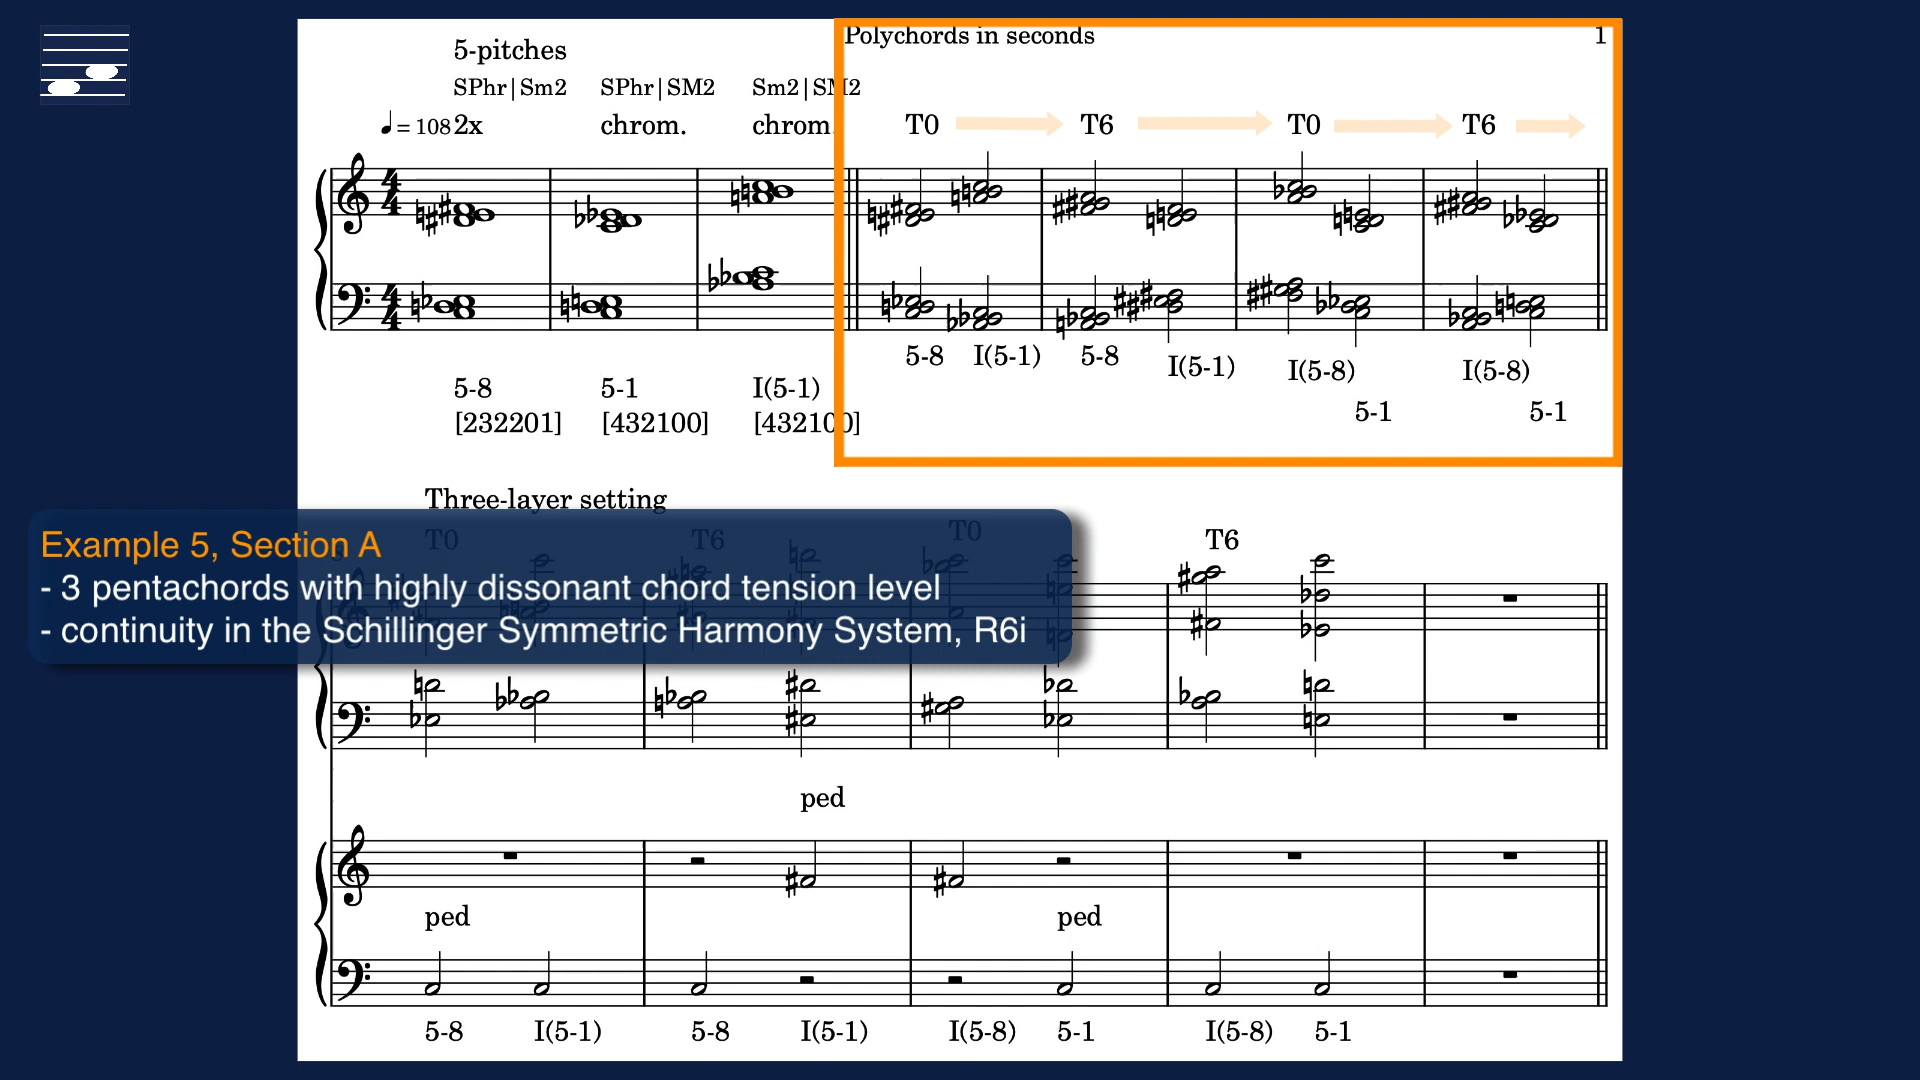 5-pitches
Polychords in seconds 1
SPhr|Sm2 SPhr|SM2 Sm2|SM2
= 108 2x chrom. chrom.
T0 T6 T0 T6
5-8 I(5-1) 5-8 I(5-1) I(5-8) I(5-8)
5-8 5-1 I(5-1)
5-1 5-1
[232201] [432100] [432100]
Three-layer setting
T0 T6 T0 T6
Example 5, Section A
- 3 pentachords with highly dissonant chord tension level
- continuity in the Schillinger Symmetric Harmony System, R6i
ped
ped ped
5-8 I(5-1) 5-8 I(5-1) I(5-8) 5-1 I(5-8) 5-1